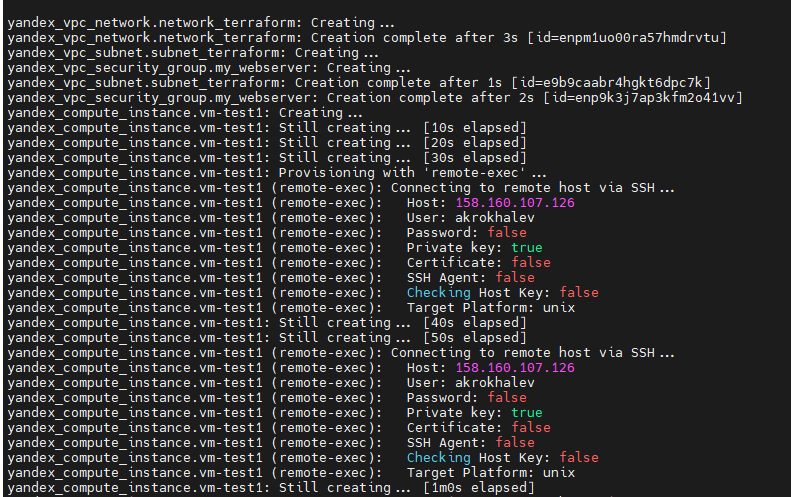 yandex_vpc_network.network_terraform: Creating...
yandex_vpc_network.network_terraform: Creation complete after 3s [id=enpm1uo00ra57hmdrvtu]
yandex_vpc_subnet.subnet_terraform: Creating...
yandex_vpc_security_group.my_webserver: Creating...
yandex_vpc_subnet.subnet_terraform: Creation complete after 1s [id=e9b9caabr4hgkt6dpc7k]
yandex_vpc_security_group.my_webserver: Creation complete after 2s [id=enp9k3j7ap3kfm2o41vv]
yandex_compute_instance.vm-test1: Creating...
yandex_compute_instance.vm-test1: Still creating... [10s elapsed]
yandex_compute_instance.vm-test1: Still creating... [20s elapsed]
yandex_compute_instance.vm-test1: Still creating... [30s elapsed]
yandex_compute_instance.vm-test1: Provisioning with 'remote-exec'...
yandex_compute_instance.vm-test1 (remote-exec): Connecting to remote host via SSH...
yandex_compute_instance.vm-test1 (remote-exec):   Host: 158.160.107.126
yandex_compute_instance.vm-test1 (remote-exec):   User: akrokhalev
yandex_compute_instance.vm-test1 (remote-exec):   Password: false
yandex_compute_instance.vm-test1 (remote-exec):   Private key: true
yandex_compute_instance.vm-test1 (remote-exec):   Certificate: false
yandex_compute_instance.vm-test1 (remote-exec):   SSH Agent: false
yandex_compute_instance.vm-test1 (remote-exec):   Checking Host Key: false
yandex_compute_instance.vm-test1 (remote-exec):   Target Platform: unix
yandex_compute_instance.vm-test1: Still creating... [40s elapsed]
yandex_compute_instance.vm-test1: Still creating... [50s elapsed]
yandex_compute_instance.vm-test1 (remote-exec): Connecting to remote host via SSH...
yandex_compute_instance.vm-test1 (remote-exec):   Host: 158.160.107.126
yandex_compute_instance.vm-test1 (remote-exec):   User: akrokhalev
yandex_compute_instance.vm-test1 (remote-exec):   Password: false
yandex_compute_instance.vm-test1 (remote-exec):   Private key: true
yandex_compute_instance.vm-test1 (remote-exec):   Certificate: false
yandex_compute_instance.vm-test1 (remote-exec):   SSH Agent: false
yandex_compute_instance.vm-test1 (remote-exec):   Checking Host Key: false
yandex_compute_instance.vm-test1 (remote-exec):   Target Platform: unix
yandex_compute_instance.vm-test1: Still creating... [1m0s elapsed]